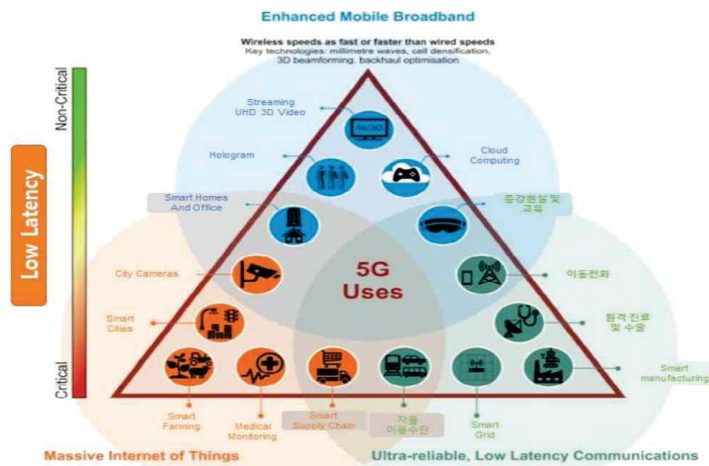 Enhanced Mobile Broadband
Wireless speeds as fast or faster than wired speeds
Key technologies: millimetre waves, cell densification,
3D beamforming, backhaul optimisation
Non-Critical
Low Latency
Critical
Streaming
UHD 3D Video
4k/3D
Hologram
Cloud
Computing
Smart Homes
And Office
증강현실 및
교육
City Cameras
5G
Uses
이동전화
Smart
Cities
원격 진료
및 수술
Smart
manufacturing
Smart
Farming
Medical
Monitoring
Smart
Supply Chain
자율
이동수단
Smart
Grid
Massive Internet of Things
Ultra-reliable, Low Latency Communications